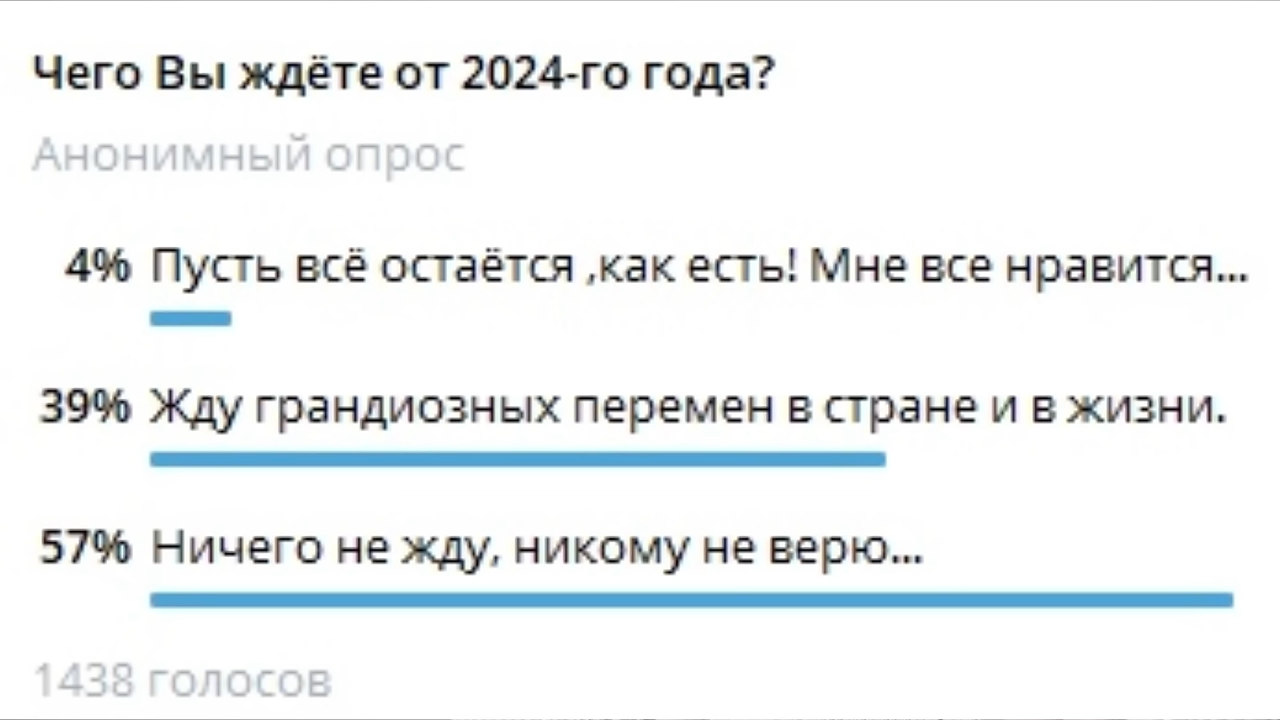 Чего Вы ждёте от 2024-го года?
Анонимный опрос
4% Пусть всё остаётся ,как есть! Мне все нравится...
39% Жду грандиозных перемен в стране и в жизни.
57% Ничего не жду, никому не верю...
1438 голосов